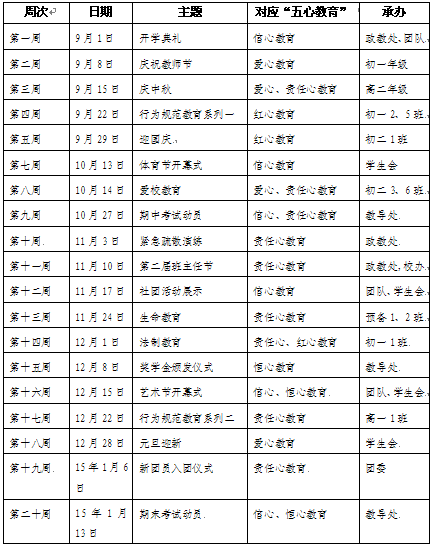 周次 日期 主题 对应“五心教育” 承办
第一周 9月1日 开学典礼 信心教育 政教处、团队、
第二周 9月8日 庆祝教师节 爱心教育 初一年级
第三周 9月15日 庆中秋 爱心、责任心教育 高二年级
第四周 9月22日 行为规范教育系列一 红心教育 初一2、5班、
第五周 9月29日 迎国庆、 红心教育 初二1班
第七周 10月13日 体育节开幕式 信心教育 学生会
第八周 10月14日 爱校教育 爱心、责任心教育 初二3、6班、
第九周 10月27日 期中考试动员 信心、责任心教育 教导处.
第十周. 11月3日 紧急疏散演练 责任心教育 政教处.
第十一周 11月10日 第二届班主任节 责任心教育 政教处,校办、
第十二周 11月17日 社团活动展示 信心教育 团队、学生会、
第十三周 11月24日 生命教育 责任心教育 预备1、2班、
第十四周 12月1日 法制教育 责任心、红心教育 初一1班.
第十五周 12月8日 奖学金颁发仪式 恒心教育 教导处.
第十六周 12月15日 艺术节开幕式 信心、恒心教育. 团队、学生会、
第十七周 12月22日 行为规范教育系列二 责任心教育 高一1班
第十八周 12月28日 元旦迎新 爱心教育 学生会.
第十九周. 15年1月6 新团员入团仪式 责任心教育. 团委
日
第二十周 15年1月 期末考试动员. 信心、恒心教育 教导处.
13日